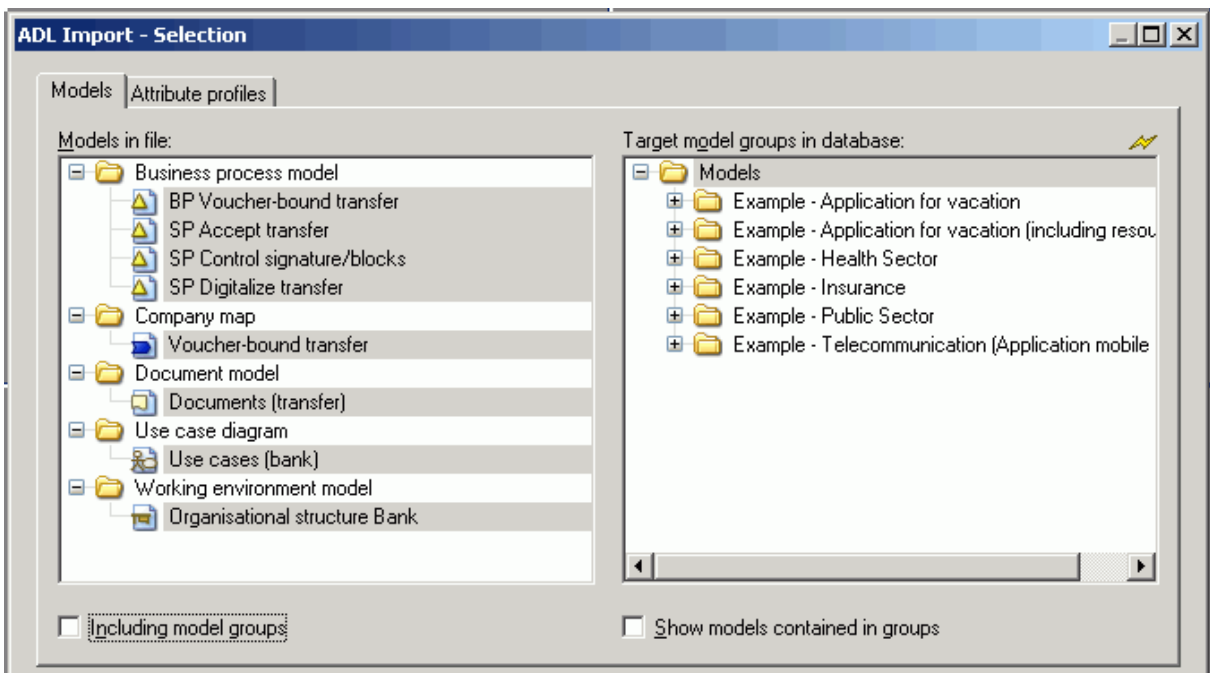 ADL Import - Selection
Models
Attribute profiles
Models in file:
Business process model
BP Voucher-bound transfer
SP Accept transfer
SP Control signature/blocks
SP Digitalize transfer
Company map
Voucher-bound transfer
Document model
Documents (transfer)
Use case diagram
Use cases (bank)
Working environment model
Organisational structure Bank
Including model groups
Target model groups in database:
Models
Example - Application for vacation
Example - Application for vacation (including resou
Example - Health Sector
Example - Insurance
Example - Public Sector
Example - Telecommunication (Application mobile
Show models contained in groups